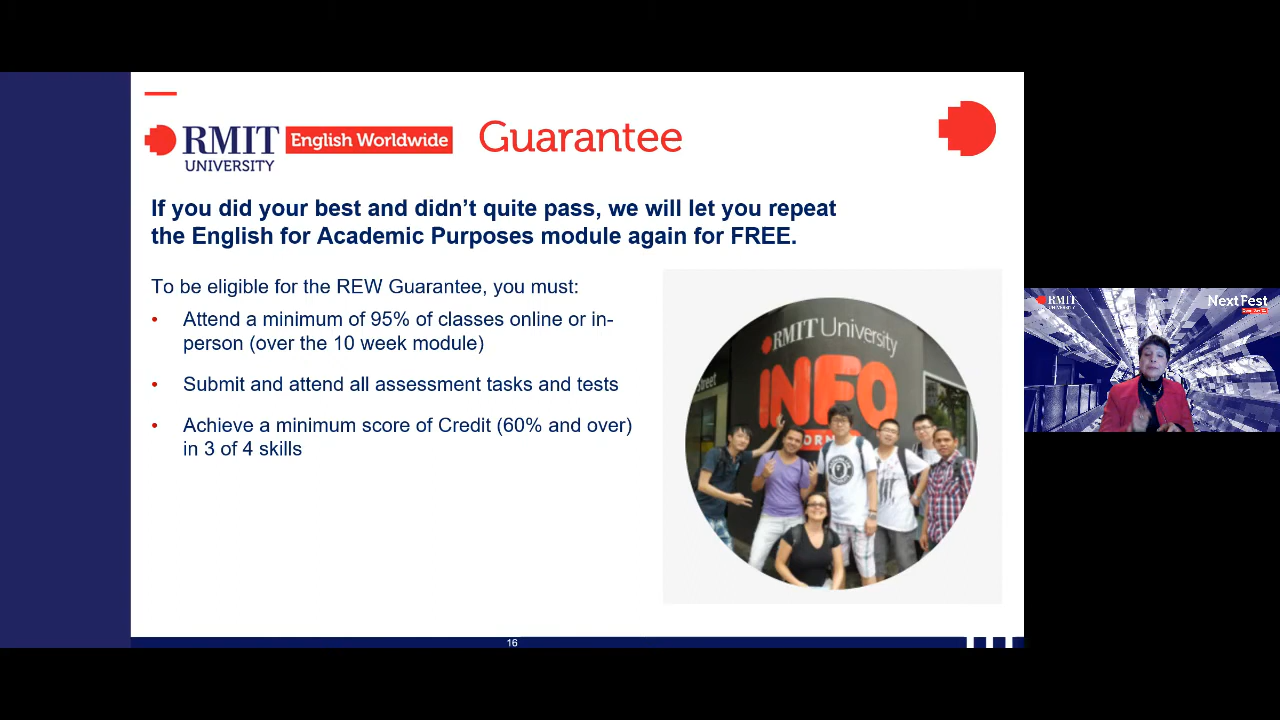 RMIT
UNIVERSITY
English Worldwide
Guarantee
If you did your best and didn’t quite pass, we will let you repeat
the English for Academic Purposes module again for FREE.
To be eligible for the REW Guarantee, you must:
• Attend a minimum of 95% of classes online or in-
person (over the 10 week module)
• Submit and attend all assessment tasks and tests
• Achieve a minimum score of Credit (60% and over)
in 3 of 4 skills
RMIT University
INFO
Street
16
RMIT
UNIVERSITY
NextFest